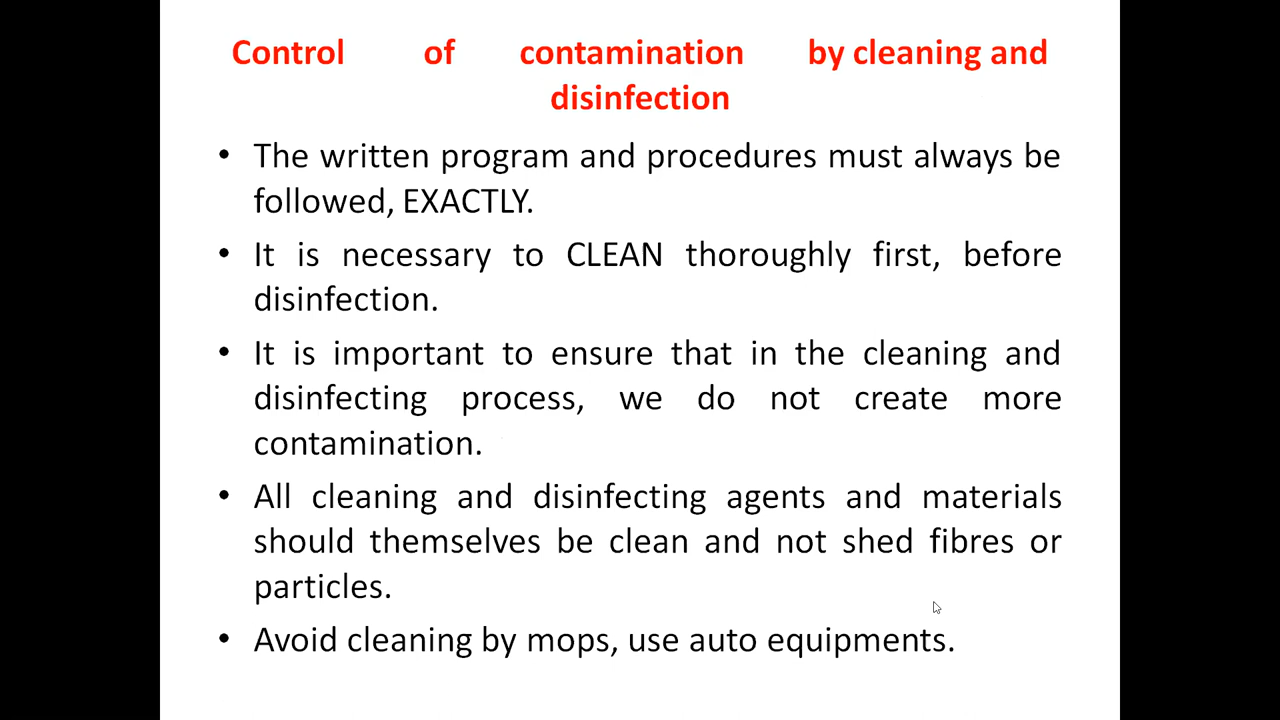 Control of contamination by cleaning and
disinfection
• The written program and procedures must always be
followed, EXACTLY.
• It is necessary to CLEAN thoroughly first, before
disinfection.
• It is important to ensure that in the cleaning and
disinfecting process, we do not create more
contamination.
• All cleaning and disinfecting agents and materials
should themselves be clean and not shed fibres or
particles.
• Avoid cleaning by mops, use auto equipments.